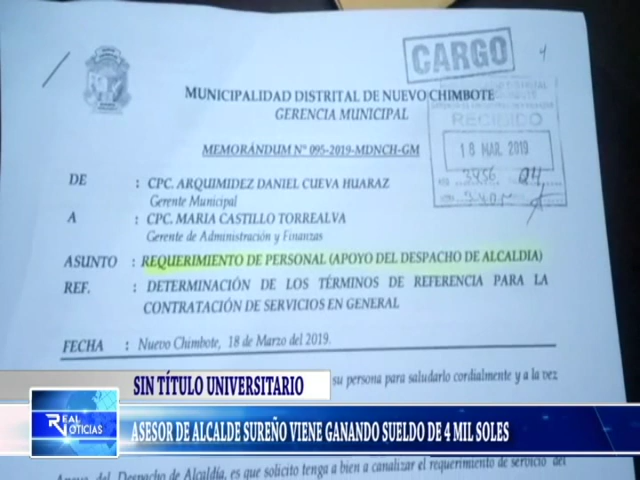 CARGO
4
MUNICIPALIDAD DISTRITAL DE NUEVO CHIMBOTE
GERENCIA MUNICIPAL
RECIBIDO
18 MAR. 2019
3456
3:40
MEMORÁNDUM Nº 095-2019-MDNCH-GM
DE : CPC. ARQUIMIDEZ DANIEL CUEVA HUARAZ
Gerente Municipal
A : CPC. MARIA CASTILLO TORREALVA
Gerente de Administración y Finanzas
ASUNTO : REQUERIMIENTO DE PERSONAL (APOYO DEL DESPACHO DE ALCALDIA)
REF. : DETERMINACIÓN DE LOS TÉRMINOS DE REFERENCIA PARA LA
CONTRATACIÓN DE SERVICIOS EN GENERAL
FECHA : Nuevo Chimbote, 18 de Marzo del 2019.
su persona para saludarlo cordialmente y a la vez
SIN TÍTULO UNIVERSITARIO
REAL NOTICIAS
ASESOR DE ALCALDE SUREÑO VIENE GANANDO SUELDO DE 4 MIL SOLES
Apoyo del Despacho de Alcaldía, es que solicito tenga a bien a canalizar el requerimiento de servicio del